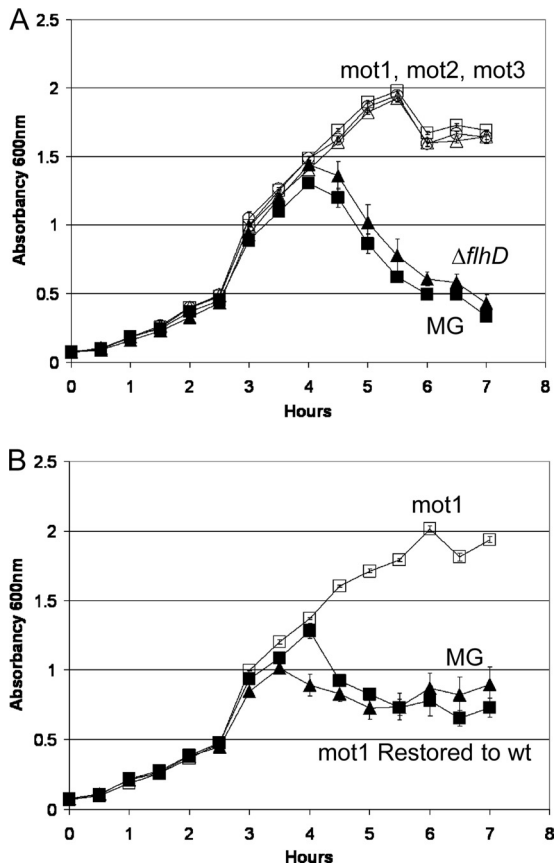 A
2.5
2
1.5
1
0.5
0
0 1 2 3 4 5 6 7 8
Absorbancy 600nm
Hours
mot1, mot2, mot3
ΔflhD
MG
B
2.5
2
1.5
1
0.5
0
0 1 2 3 4 5 6 7 8
Absorbancy 600nm
Hours
mot1
MG
mot1 Restored to wt